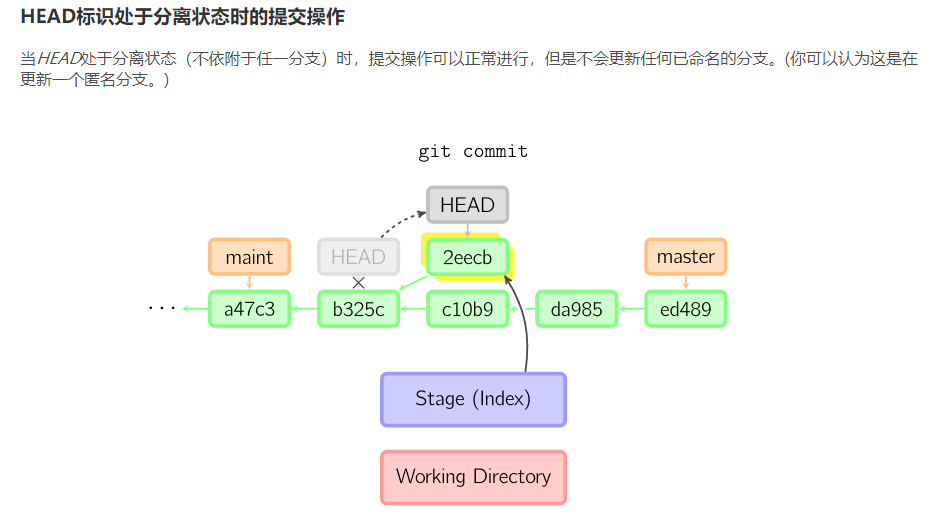 HEAD标识处于分离状态时的提交操作
当HEAD处于分离状态（不依附于任一分支）时，提交操作可以正常进行，但是不会更新任何已命名的分支。(你可以认为这是在
更新一个匿名分支。)
git commit
HEAD
maint HEAD 2eecb master
··· a47c3 b325c c10b9 da985 ed489
Stage (Index)
Working Directory